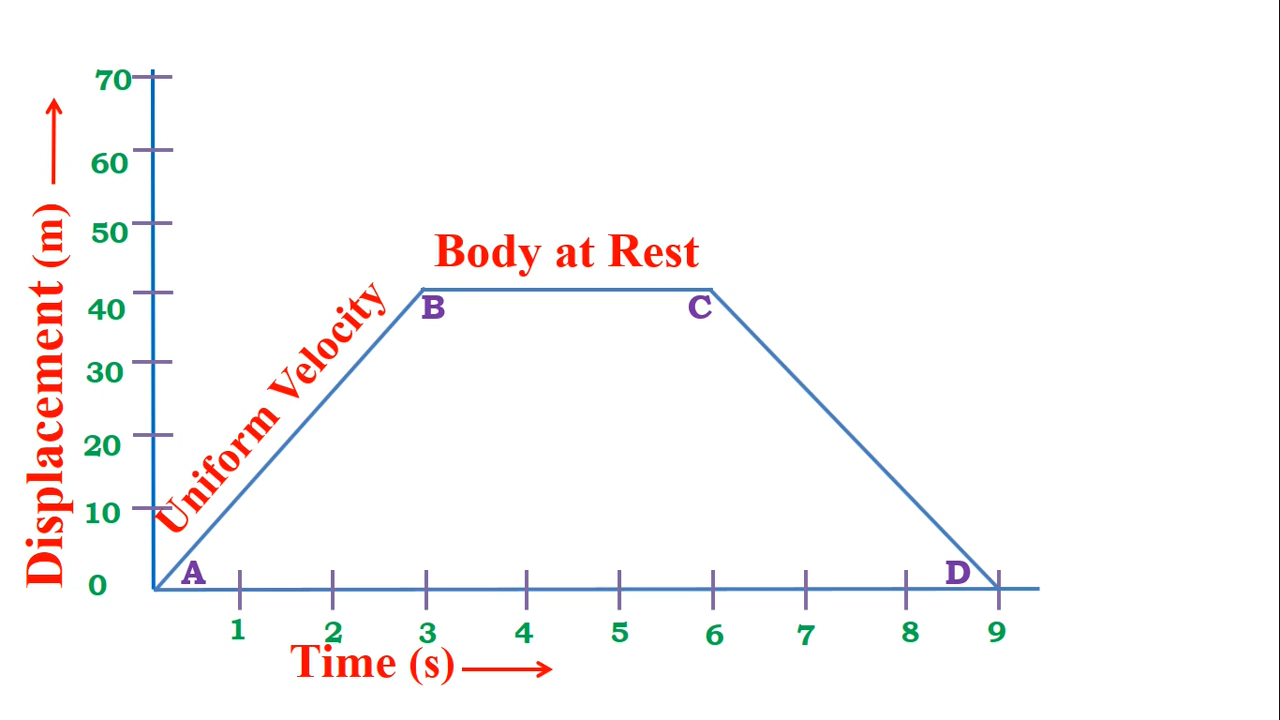 70
60
50
40
30
20
10
0
Displacement (m)
Uniform Velocity
Body at Rest
A
B
C
D
1 2 3 4 5 6 7 8 9
Time (s)